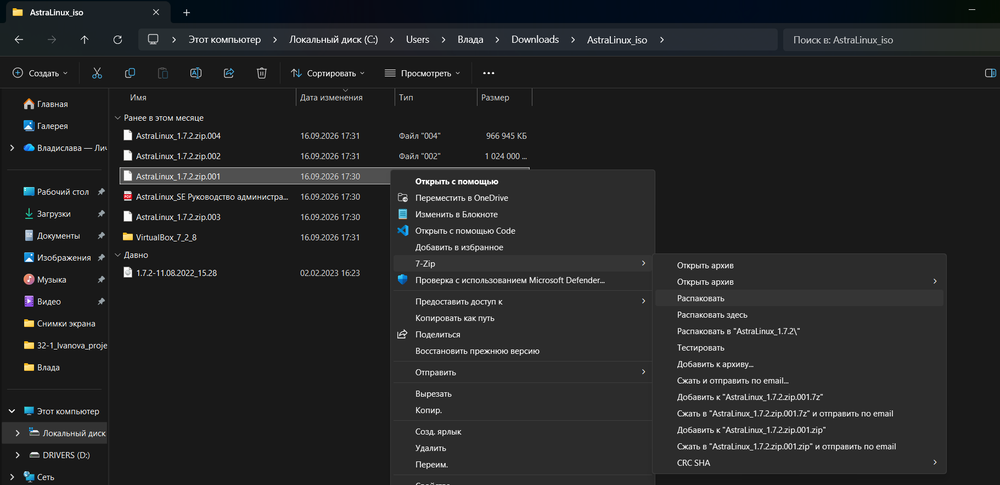 AstraLinux_iso
Этот компьютер
Локальный диск (C:)
Users
Влада
Downloads
AstraLinux_iso
Поиск в: AstraLinux_iso
Создать
Сортировать
Просмотреть
Главная
Галерея
Владислава — Ли
Рабочий стол
Загрузки
Документы
Изображения
Музыка
Видео
Снимки экрана
32-1_Ivanova_proje
Влада
Этот компьютер
Локальный диск
DRIVERS (D:)
Сеть
Имя Дата изменения Тип Размер
Ранее в этом месяце
AstraLinux_1.7.2.zip.004 16.09.2026 17:31 Файл "004" 966 945 КБ
AstraLinux_1.7.2.zip.002 16.09.2026 17:31 Файл "002" 1 024 000 ...
AstraLinux_1.7.2.zip.001 16.09.2026 17:30
AstraLinux_SE Руководство администра... 16.09.2026 17:30
AstraLinux_1.7.2.zip.003 16.09.2026 17:30
VirtualBox_7_2_8 16.09.2026 17:31
Давно
1.7.2-11.08.2022_15.28 02.02.2023 16:23
Открыть с помощью
Переместить в OneDrive
Изменить в Блокноте
Открыть с помощью Code
Добавить в избранное
7-Zip
Проверка с использованием Microsoft Defender...
Предоставить доступ к
Копировать как путь
Поделиться
Восстановить прежнюю версию
Отправить
Вырезать
Копир.
Созд. ярлык
Удалить
Переим.
Открыть архив
Открыть архив
Распаковать
Распаковать здесь
Распаковать в "AstraLinux_1.7.2\"
Тестировать
Добавить к архиву...
Сжать и отправить по email...
Добавить к "AstraLinux_1.7.2.zip.001.7z"
Сжать в "AstraLinux_1.7.2.zip.001.7z" и отправить по email
Добавить к "AstraLinux_1.7.2.zip.001.zip"
Сжать в "AstraLinux_1.7.2.zip.001.zip" и отправить по email
CRC SHA